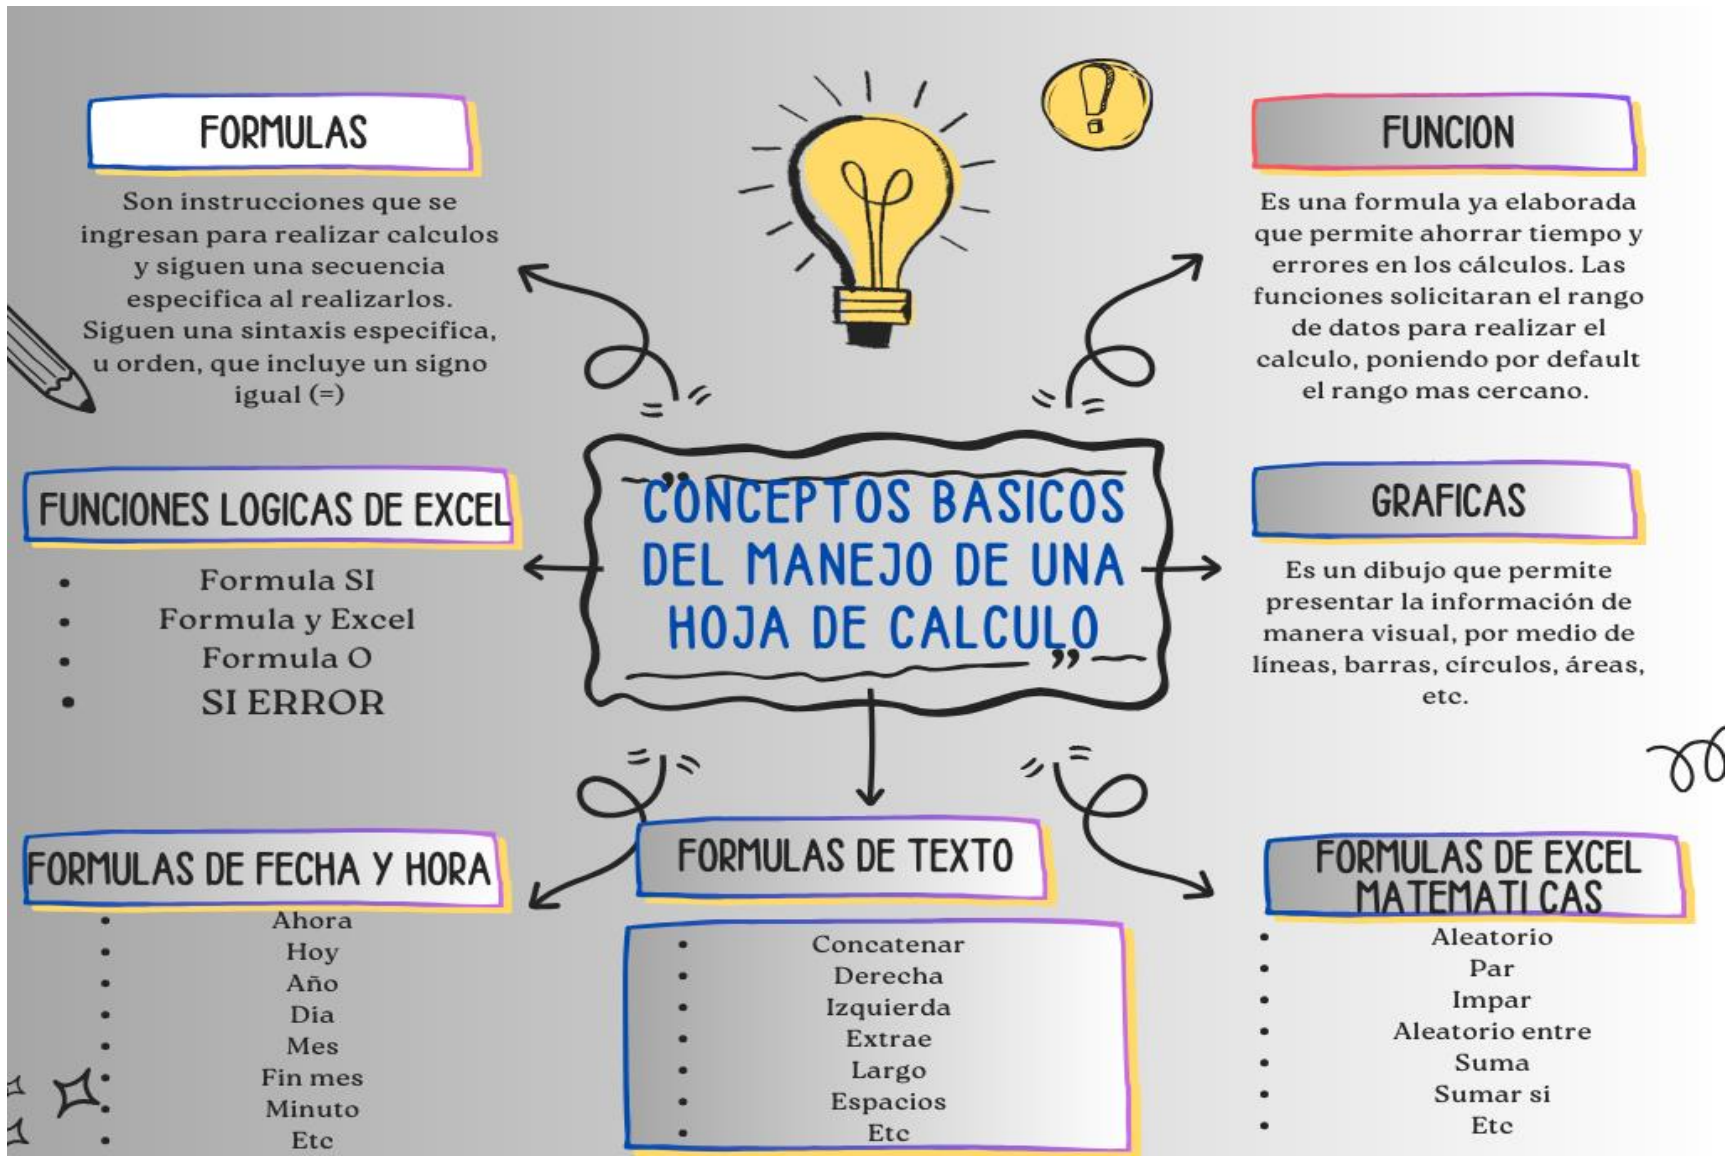 FORMULAS
Son instrucciones que se
ingresan para realizar calculos
y siguen una secuencia
especifica al realizarlos.
Siguen una sintaxis especifica,
u orden, que incluye un signo
igual (=)
FUNCION
Es una formula ya elaborada
que permite ahorrar tiempo y
errores en los cálculos. Las
funciones solicitaran el rango
de datos para realizar el
calculo, poniendo por default
el rango mas cercano.
FUNCIONES LOGICAS DE EXCEL
• Formula SI
• Formula y Excel
• Formula O
• SI ERROR
"CONCEPTOS BASICOS
DEL MANEJO DE UNA
HOJA DE CALCULO"
GRAFICAS
Es un dibujo que permite
presentar la información de
manera visual, por medio de
líneas, barras, círculos, áreas,
etc.
FORMULAS DE FECHA Y HORA
• Ahora
• Hoy
• Año
• Dia
• Mes
• Fin mes
• Minuto
• Etc
FORMULAS DE TEXTO
• Concatenar
• Derecha
• Izquierda
• Extrae
• Largo
• Espacios
• Etc
FORMULAS DE EXCEL
MATEMATI CAS
• Aleatorio
• Par
• Impar
• Aleatorio entre
• Suma
• Sumar si
• Etc